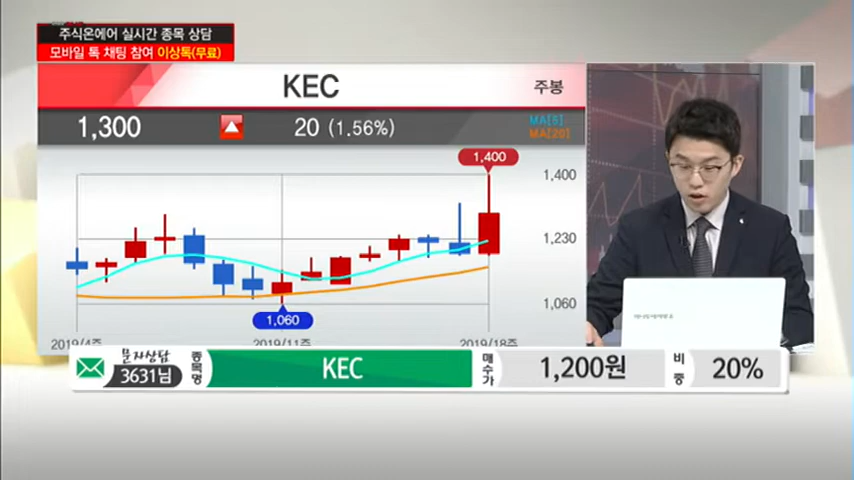 주식온에어 실시간 종목 상담
모바일 톡 채팅 참여 이상톡(무료)
KEC
주봉
1,300
20 (1.56%)
MA[5]
MA[20]
1,400
1,400
1,230
1,060
1,060
2019/4주
2019/11주
2019/18주
문자상담
3631님
종목명
KEC
매수가
1,200원
비중
20%